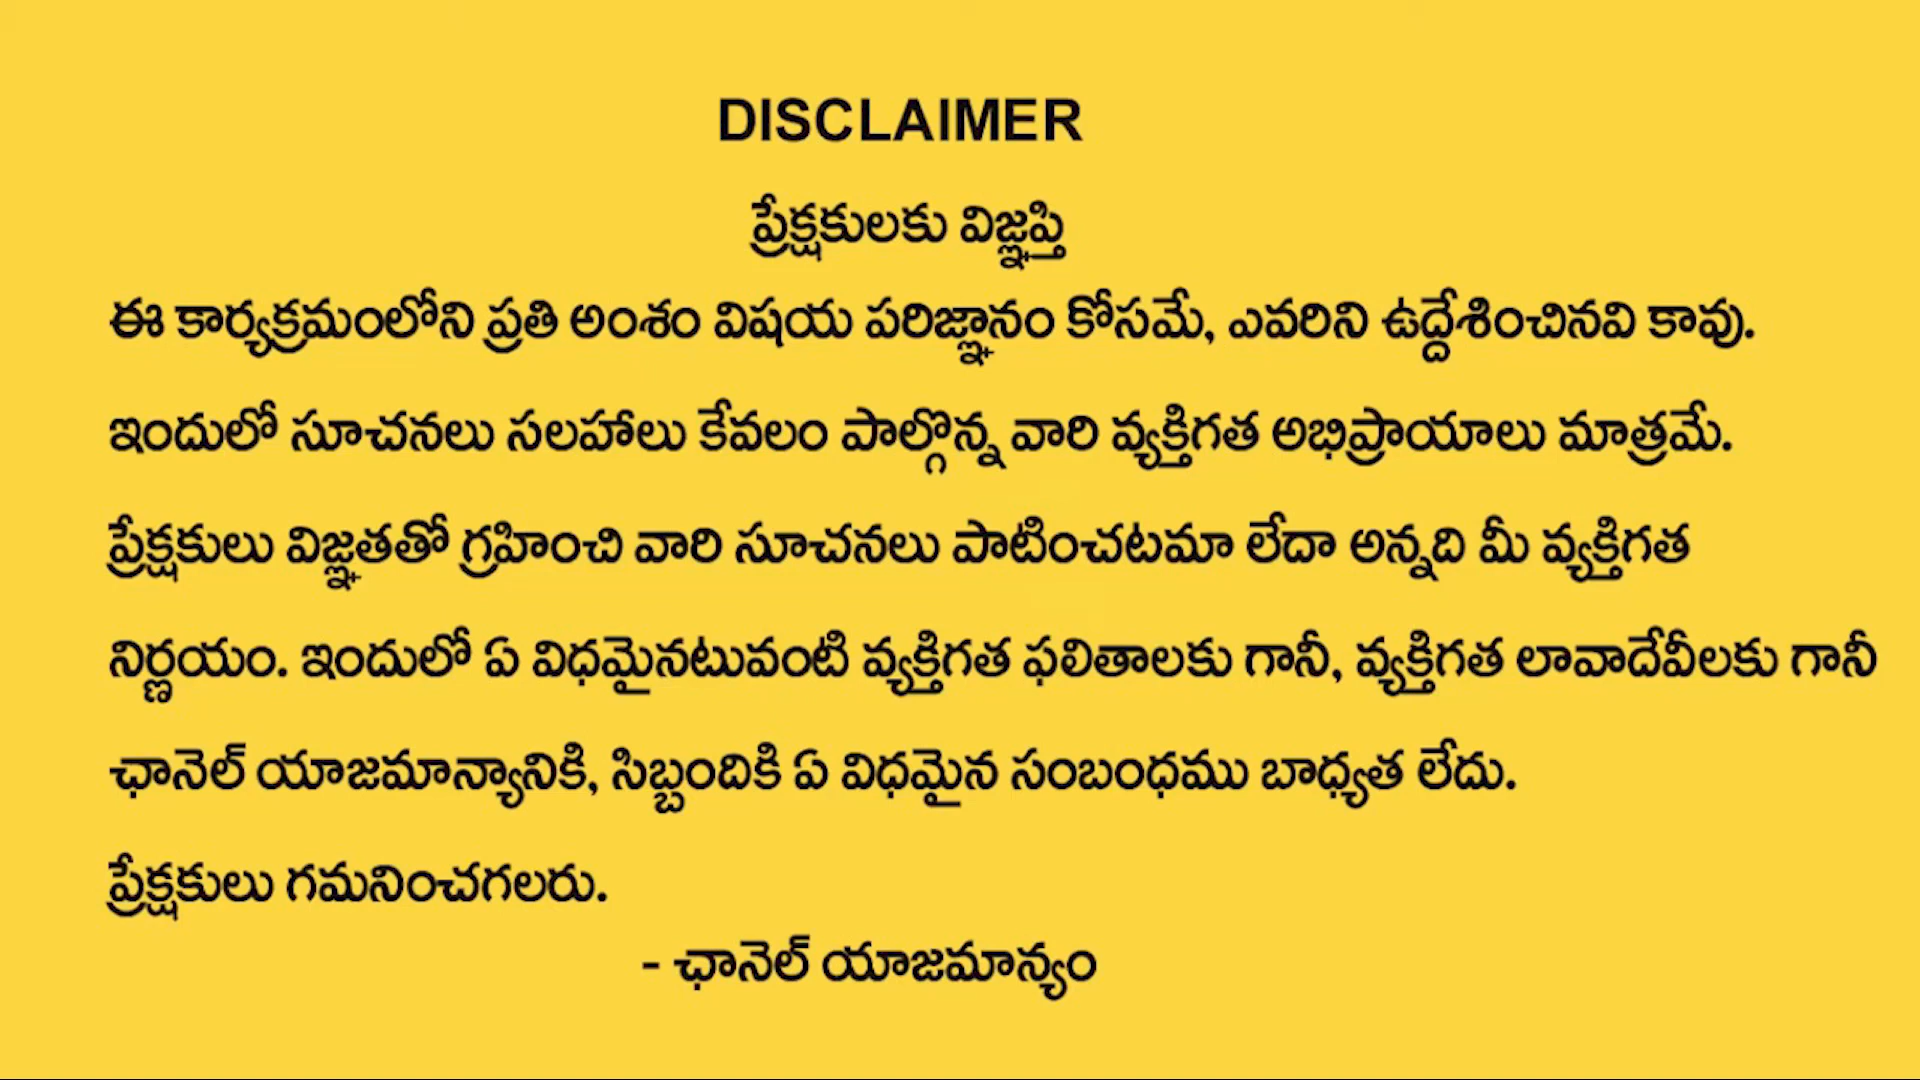 DISCLAIMER
ప్రేక్షకులకు విజ్ఞప్తి
ఈ కార్యక్రమంలోని ప్రతి అంశం విషయ పరిజ్ఞానం కోసమే, ఎవరిని ఉద్దేశించినవి కావు.
ఇందులో సూచనలు సలహాలు కేవలం పాల్గొన్న వారి వ్యక్తిగత అభిప్రాయాలు మాత్రమే.
ప్రేక్షకులు విజ్ఞతతో గ్రహించి వారి సూచనలు పాటించటమా లేదా అన్నది మీ వ్యక్తిగత
నిర్ణయం. ఇందులో ఏ విధమైనటువంటి వ్యక్తిగత ఫలితాలకు గానీ, వ్యక్తిగత లావాదేవీలకు గానీ
ఛానెల్ యాజమాన్యానికి, సిబ్బందికి ఏ విధమైన సంబంధము బాధ్యత లేదు.
ప్రేక్షకులు గమనించగలరు.
- ఛానెల్ యాజమాన్యం